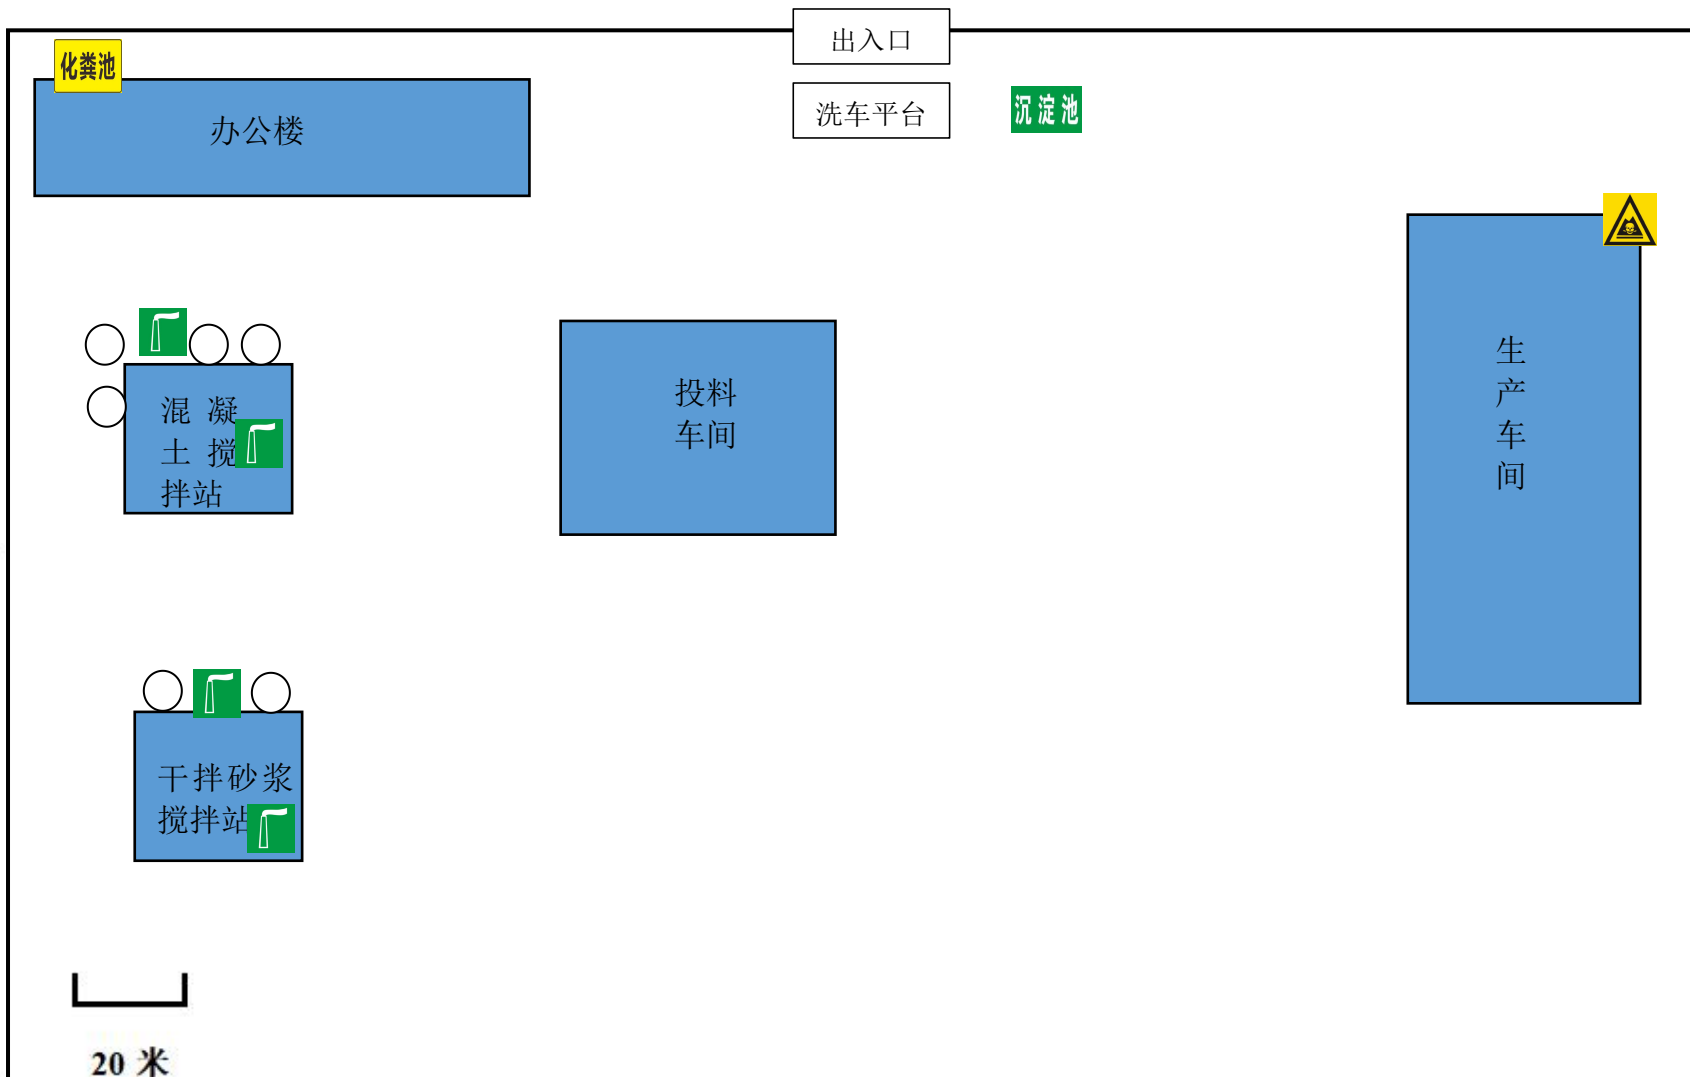 出入口
化粪池
洗车平台
沉淀池
办公楼
生
产
车
间
投料
车间
混凝
土搅
拌站
干拌砂浆
搅拌站
20 米